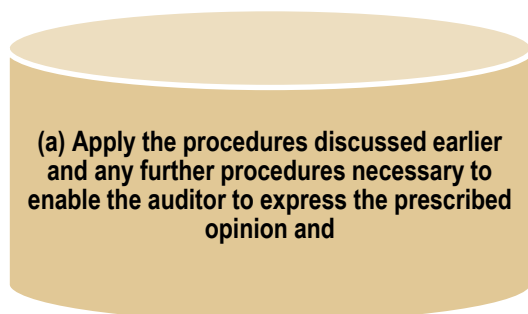 (a) Apply the procedures discussed earlier
and any further procedures necessary to
enable the auditor to express the prescribed
opinion and